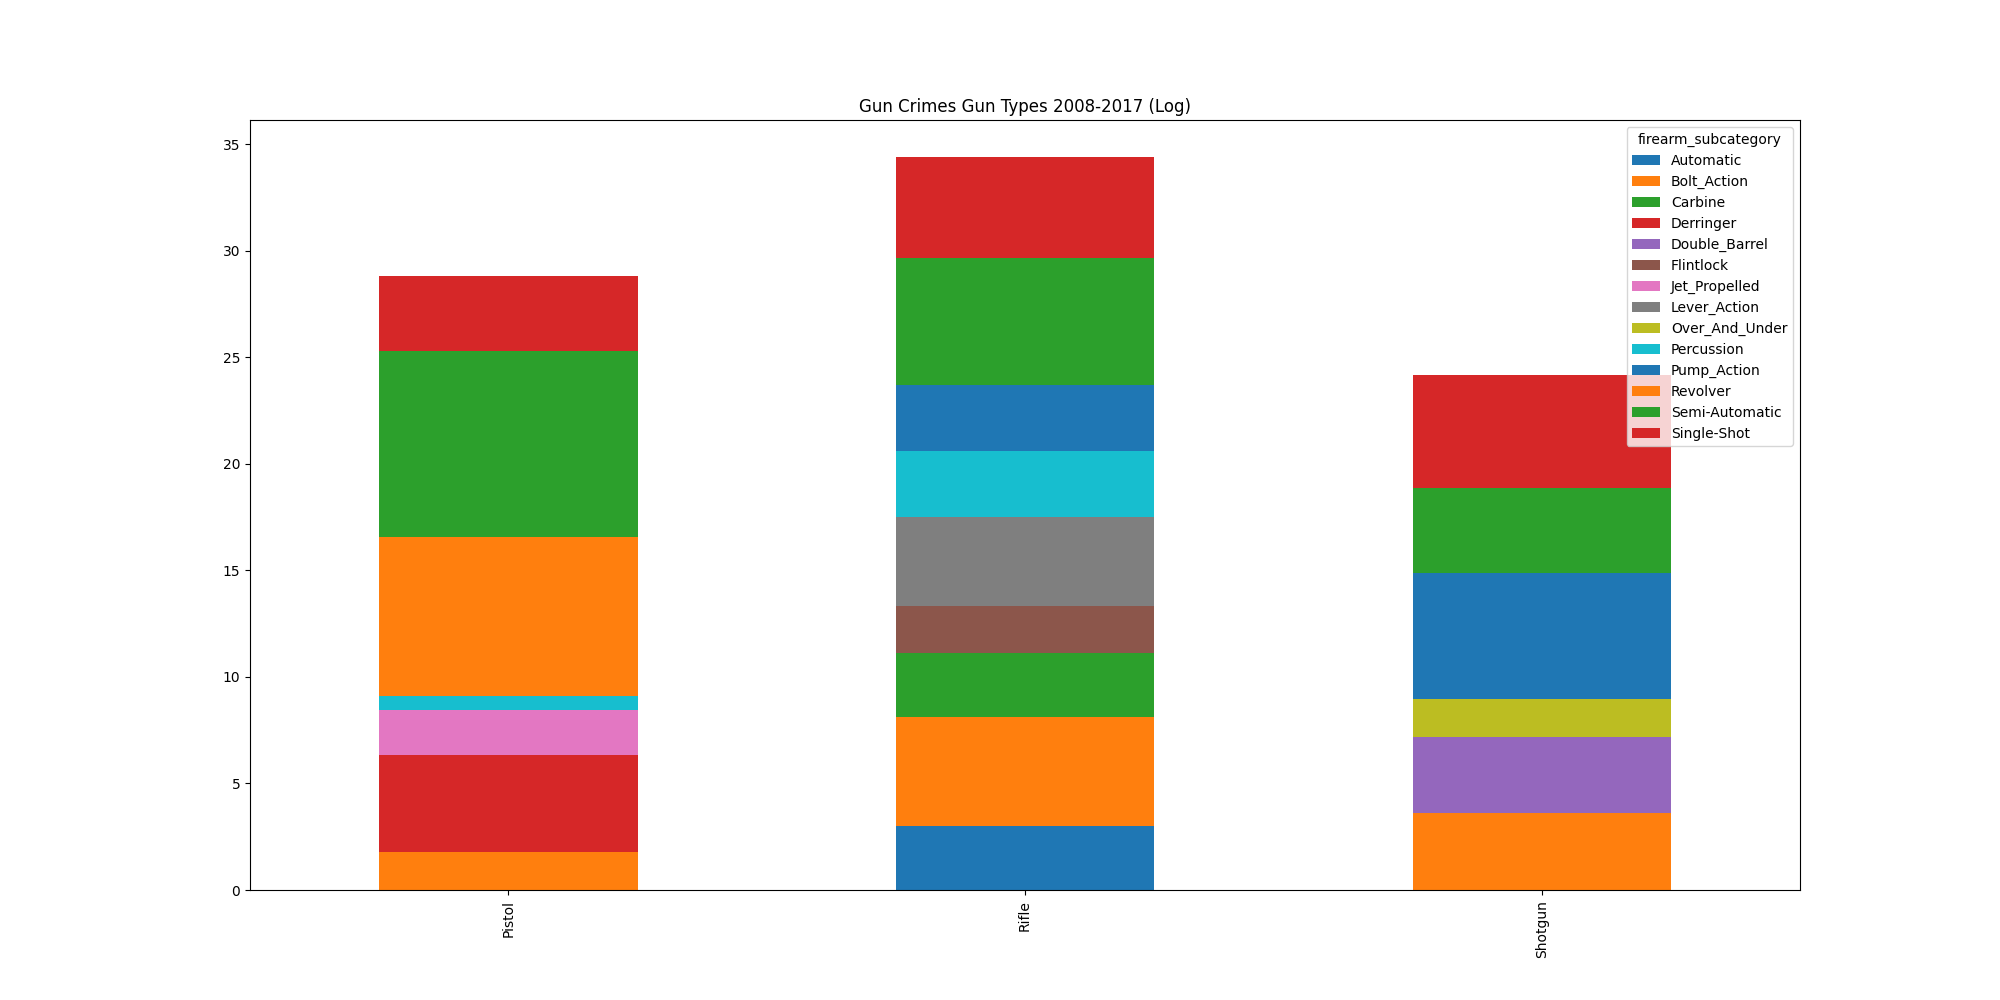 Gun Crimes Gun Types 2008-2017 (Log)
35
30
25
20
15
10
5
0
firearm_subcategory
Automatic
Bolt_Action
Carbine
Derringer
Double_Barrel
Flintlock
Jet_Propelled
Lever_Action
Over_And_Under
Percussion
Pump_Action
Revolver
Semi-Automatic
Single-Shot
Pistol
Rifle
Shotgun